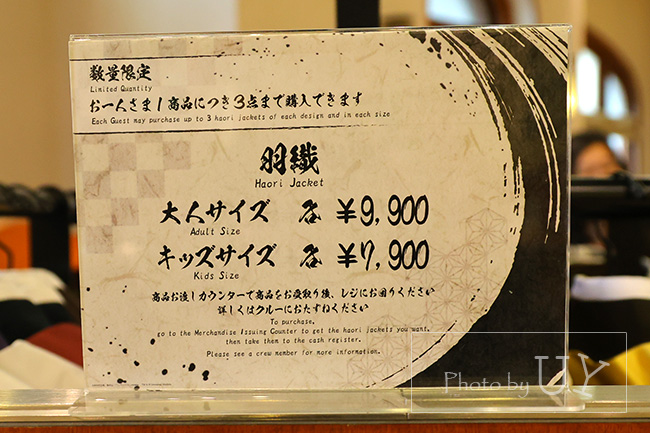 数量限定
Limited Quantity
お一人さま1商品につき3点まで購入できます
Each Guest may purchase up to 3 haori jackets of each design and in each size
羽織
Haori Jacket
大人サイズ 各 ¥9,900
Adult Size
キッズサイズ 各 ¥7,900
Kids Size
商品お渡しカウンターで商品をお受取り後、レジにお回りください
詳しくはクルーにおたずねください
To purchase,
go to the Merchandise Issuing Counter to get the haori jackets you want,
then take them to the cash register.
Please see a crew member for more information.
Photo by U.Y